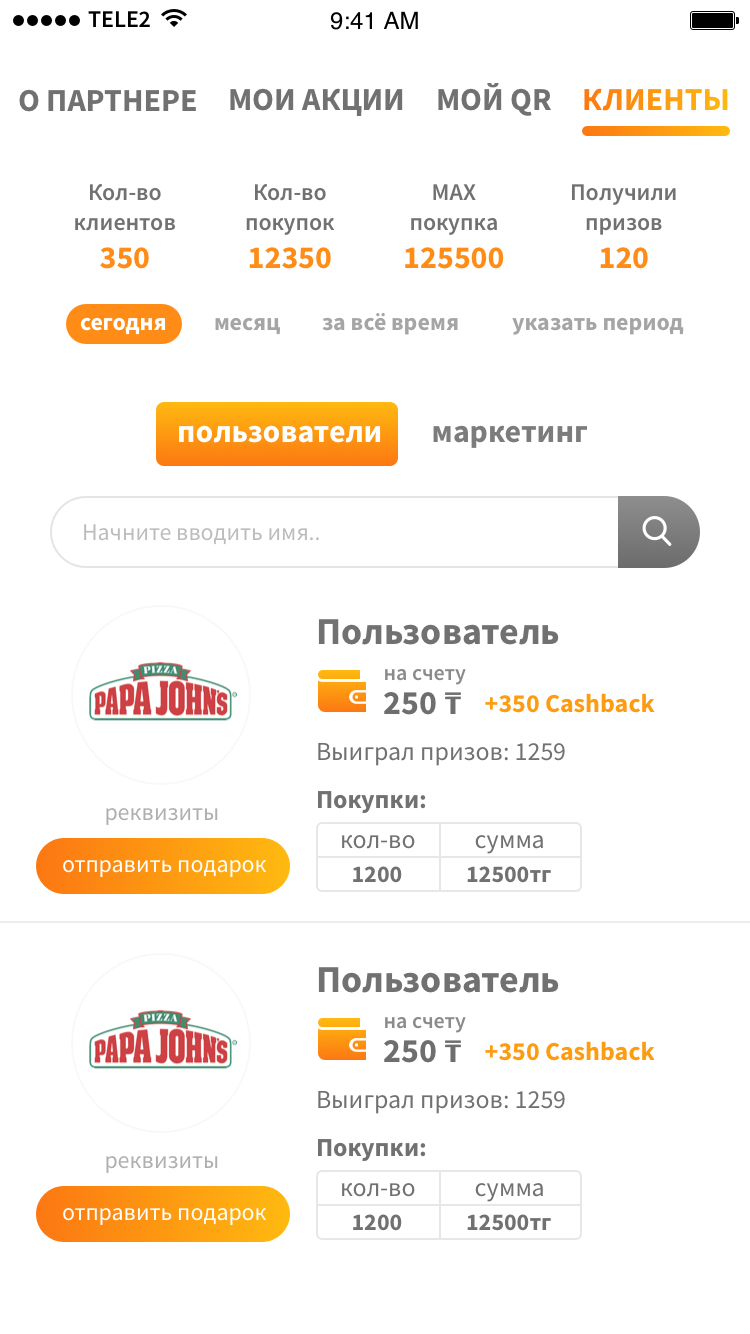 TELE2 9:41 AM
О ПАРТНЕРЕ МОИ АКЦИИ МОЙ QR КЛИЕНТЫ
Кол-во Кол-во MAX Получили
клиентов покупок покупка призов
350 12350 125500 120
сегодня месяц за всё время указать период
пользователи маркетинг
Начните вводить имя..
Пользователь
на счету
250 ₸ +350 Cashback
PIZZA
PAPA JOHN'S
Выиграл призов: 1259
Покупки:
реквизиты
кол-во сумма
отправить подарок
1200 12500тг
Пользователь
на счету
250 ₸ +350 Cashback
PIZZA
PAPA JOHN'S
Выиграл призов: 1259
Покупки:
реквизиты
кол-во сумма
отправить подарок
1200 12500тг